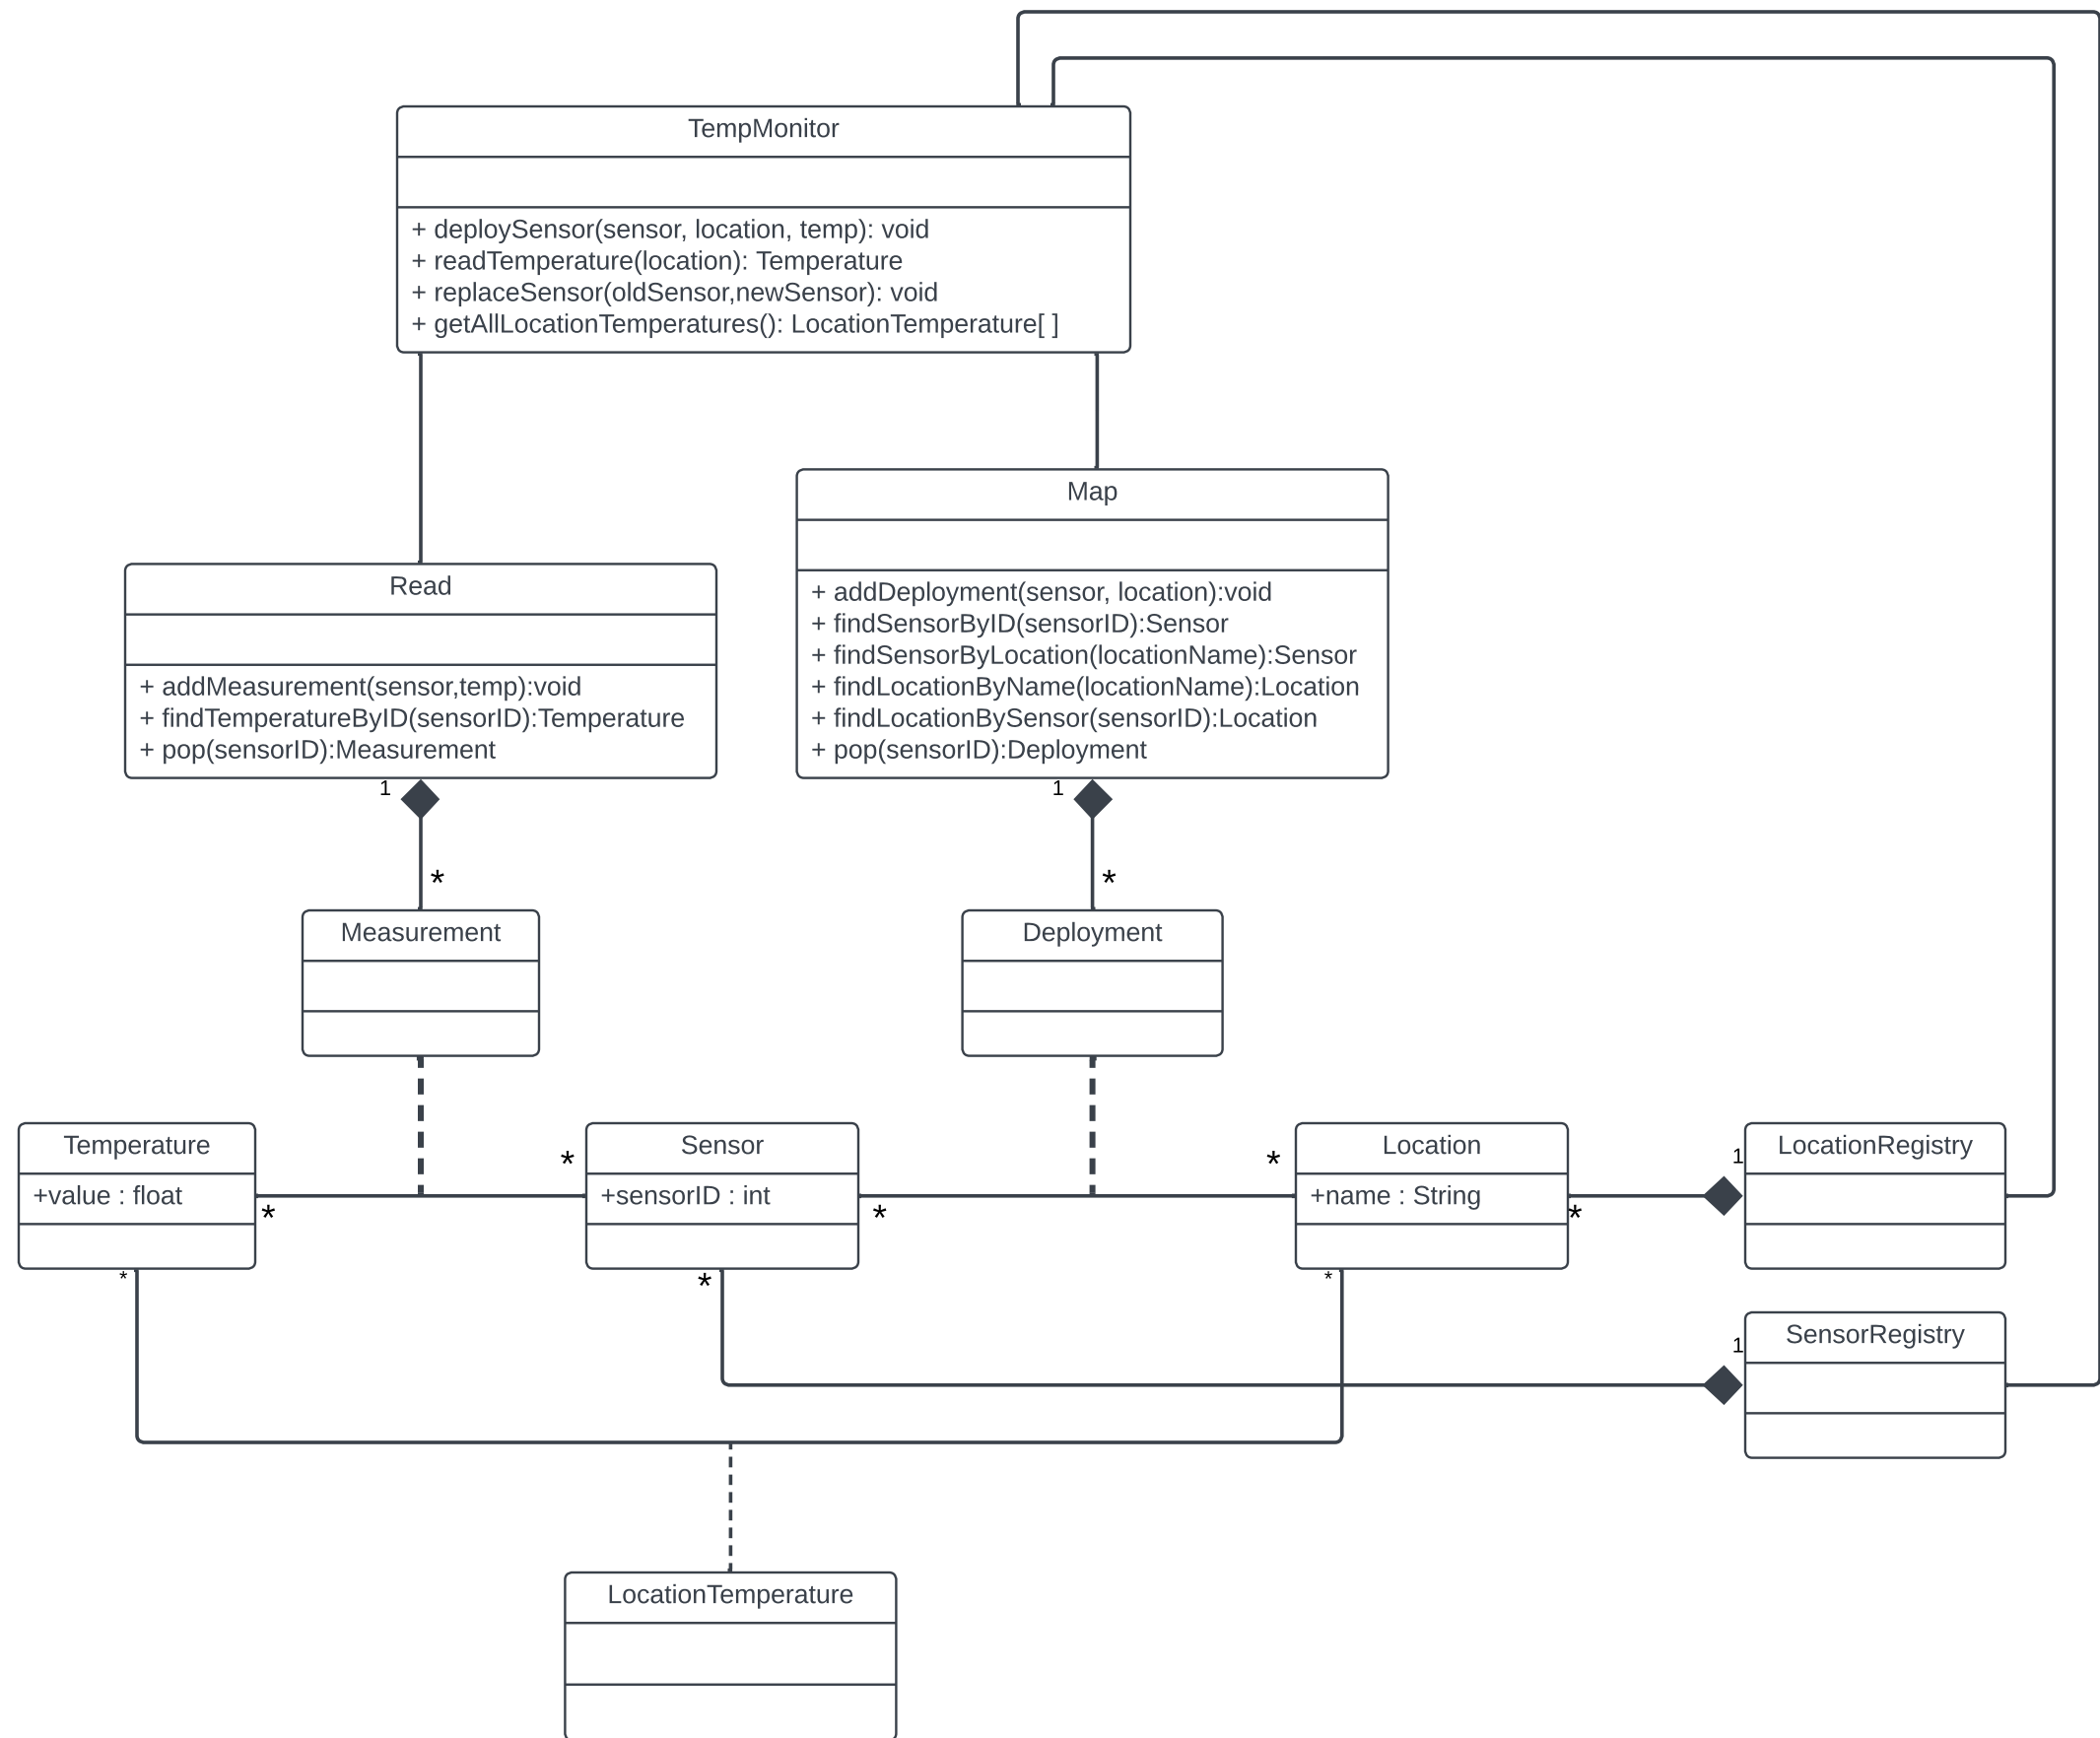 TempMonitor
+ deploySensor(sensor, location, temp): void
+ readTemperature(location): Temperature
+ replaceSensor(oldSensor,newSensor): void
+ getAllLocationTemperatures(): LocationTemperature[ ]
Map
+ addDeployment(sensor, location):void
+ findSensorByID(sensorID):Sensor
+ findSensorByLocation(locationName):Sensor
+ findLocationByName(locationName):Location
+ findLocationBySensor(sensorID):Location
+ pop(sensorID):Deployment
Read
+ addMeasurement(sensor,temp):void
+ findTemperatureByID(sensorID):Temperature
+ pop(sensorID):Measurement
1
1
*
*
Measurement
Deployment
Temperature
+value : float
*
*
*
Sensor
+sensorID : int
*
*
*
Location
+name : String
*
*
1
LocationRegistry
1
SensorRegistry
LocationTemperature